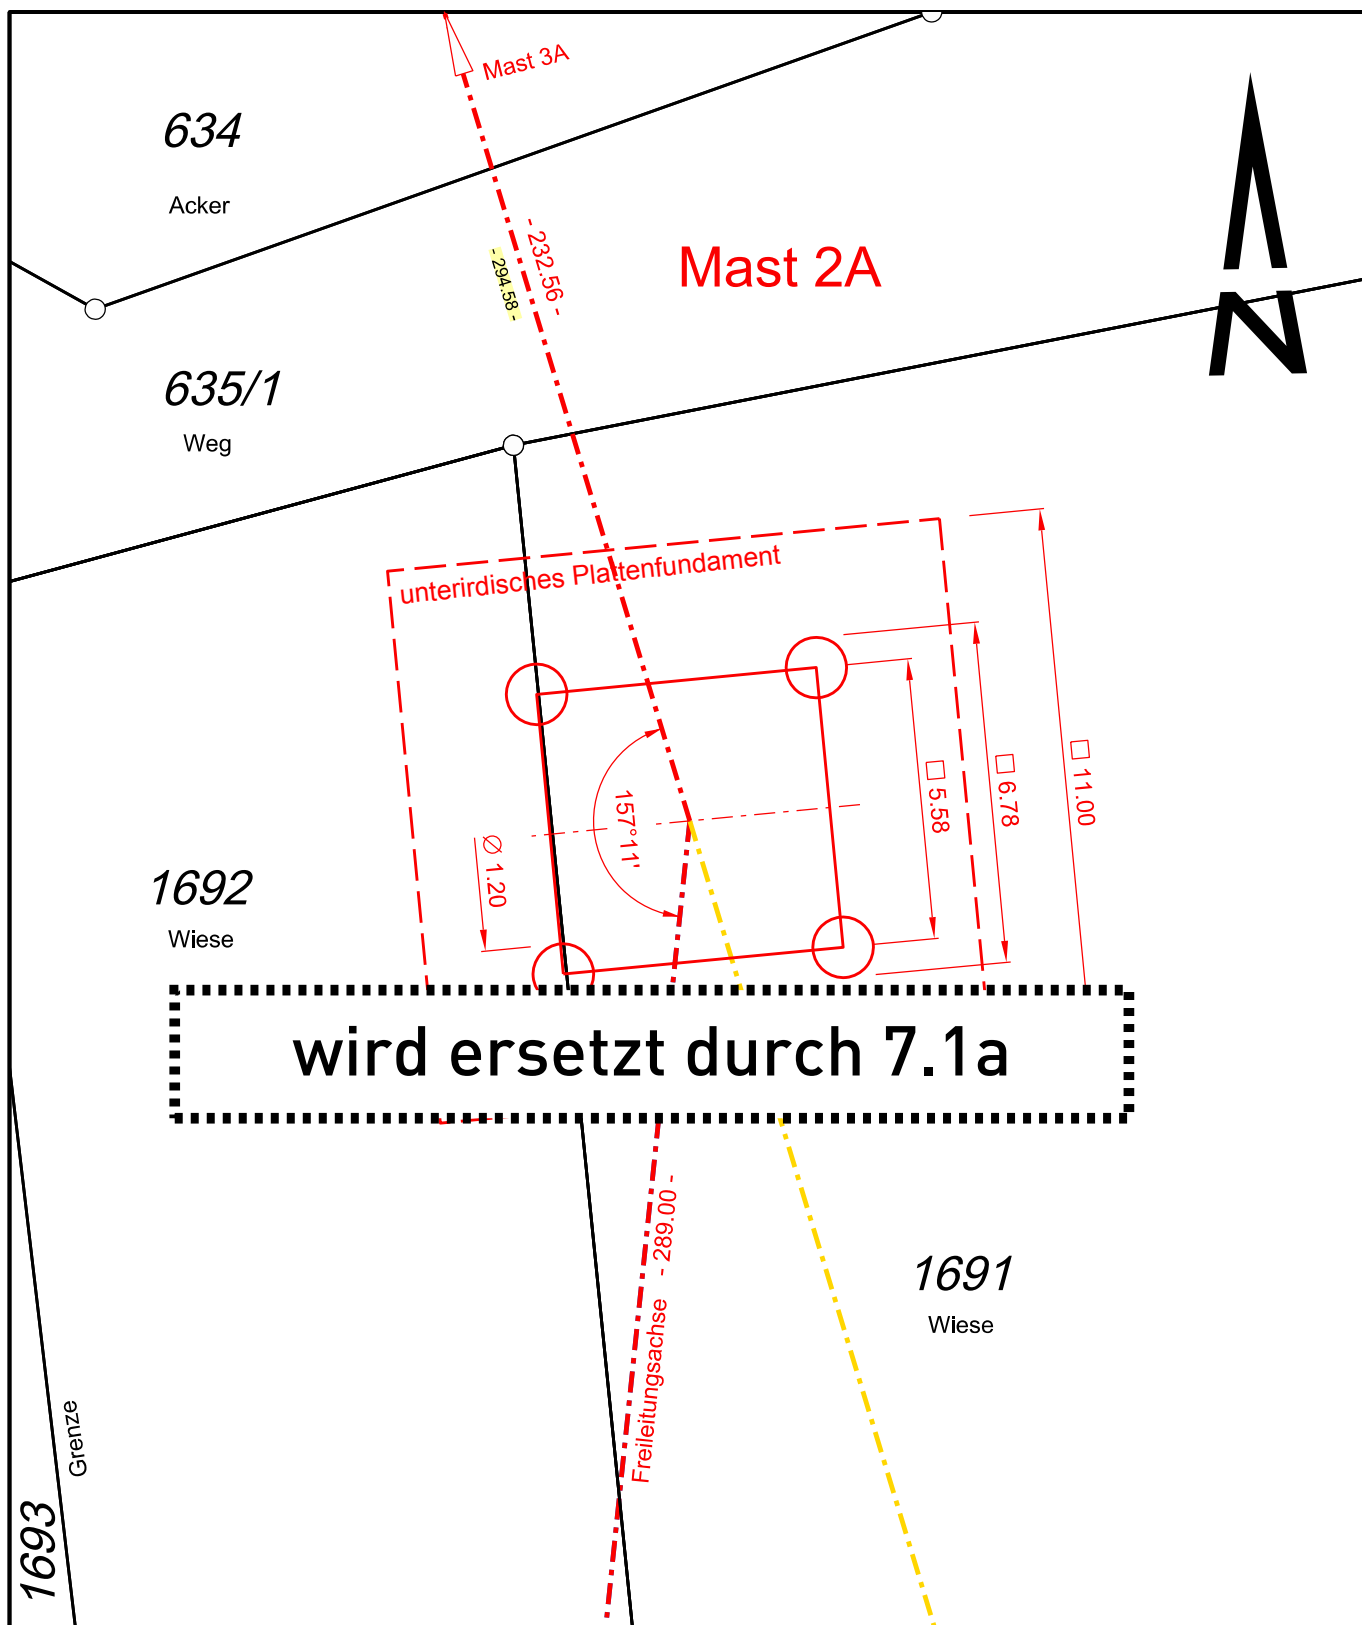 Mast 3A
634
Acker
- 232.56 -
- 294.58 -
Mast 2A
N
635/1
Weg
unterirdisches Plattenfundament
□ 11.00
□ 6.78
□ 5.58
157°11'
Ø 1.20
1692
Wiese
wird ersetzt durch 7.1a
Freileitungsachse - 289.00 -
1691
Wiese
Grenze
1693